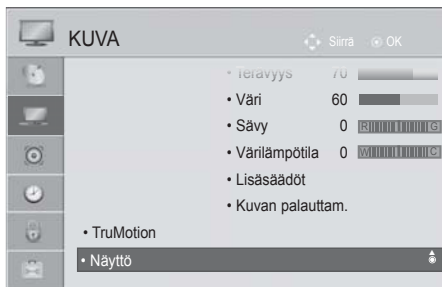 KUVA
Siirrä OK
• Terävyys 70
• Väri 60
• Sävy 0 R G
• Värilämpötila 0 W C
• Lisäsäädöt
• Kuvan palauttam.
• TruMotion
• Näyttö